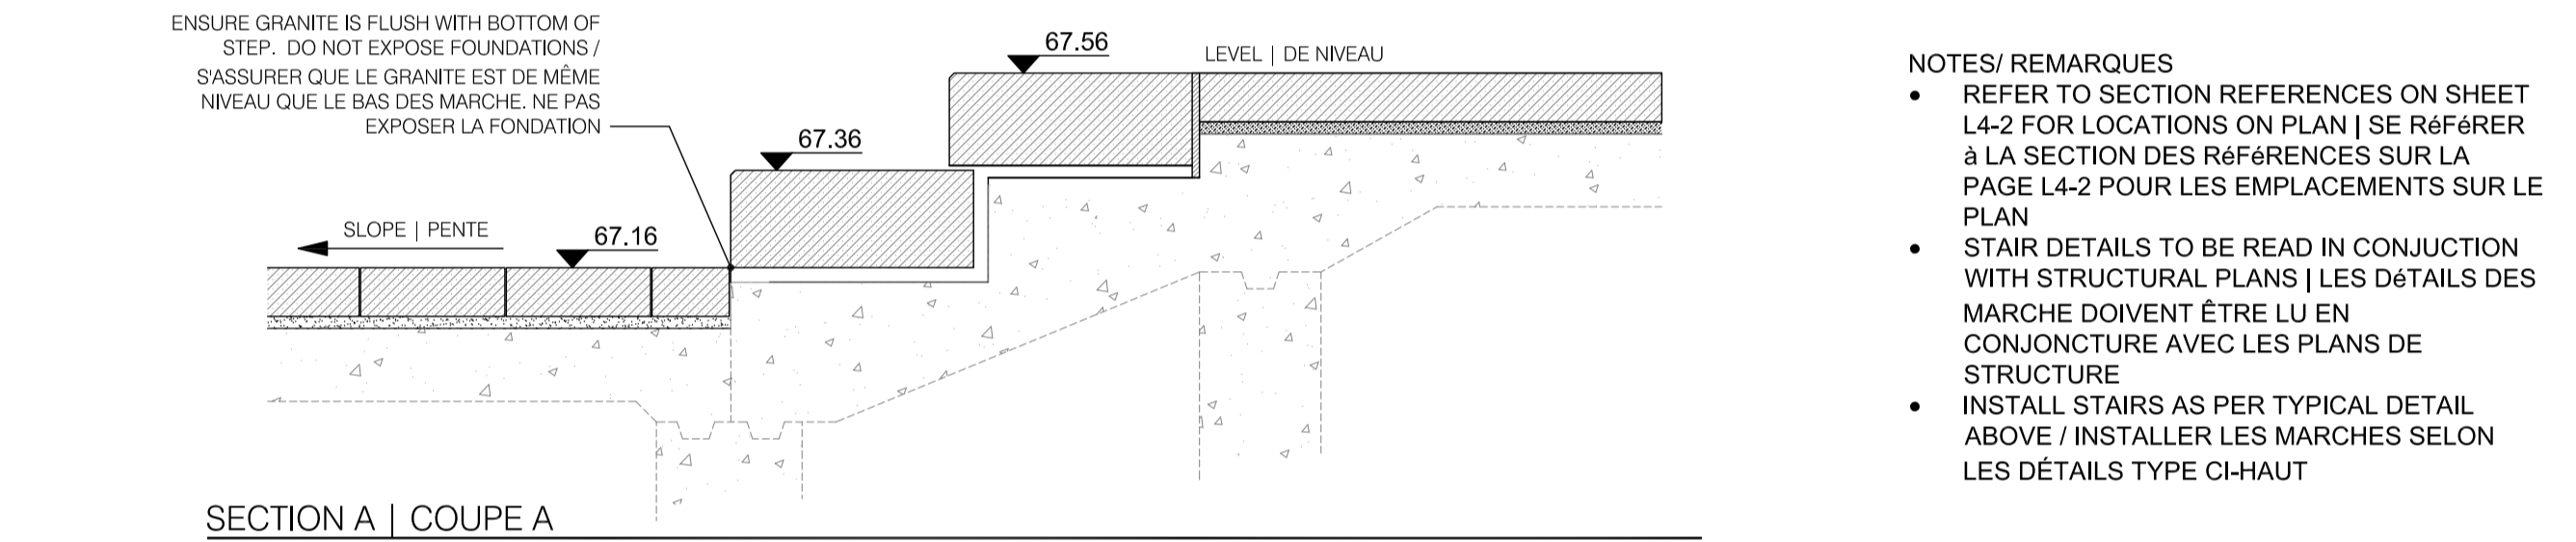 ENSURE GRANITE IS FLUSH WITH BOTTOM OF
STEP. DO NOT EXPOSE FOUNDATIONS /
S'ASSURER QUE LE GRANITE EST DE MÊME
NIVEAU QUE LE BAS DES MARCHE. NE PAS
EXPOSER LA FONDATION
67.56
LEVEL | DE NIVEAU
67.36
SLOPE | PENTE
67.16
SECTION A | COUPE A
NOTES/ REMARQUES
• REFER TO SECTION REFERENCES ON SHEET
L4-2 FOR LOCATIONS ON PLAN | SE RéFéRER
à LA SECTION DES RéFéRENCES SUR LA
PAGE L4-2 POUR LES EMPLACEMENTS SUR LE
PLAN
• STAIR DETAILS TO BE READ IN CONJUCTION
WITH STRUCTURAL PLANS | LES DéTAILS DES
MARCHE DOIVENT ÊTRE LU EN
CONJONCTURE AVEC LES PLANS DE
STRUCTURE
• INSTALL STAIRS AS PER TYPICAL DETAIL
ABOVE / INSTALLER LES MARCHES SELON
LES DÉTAILS TYPE CI-HAUT